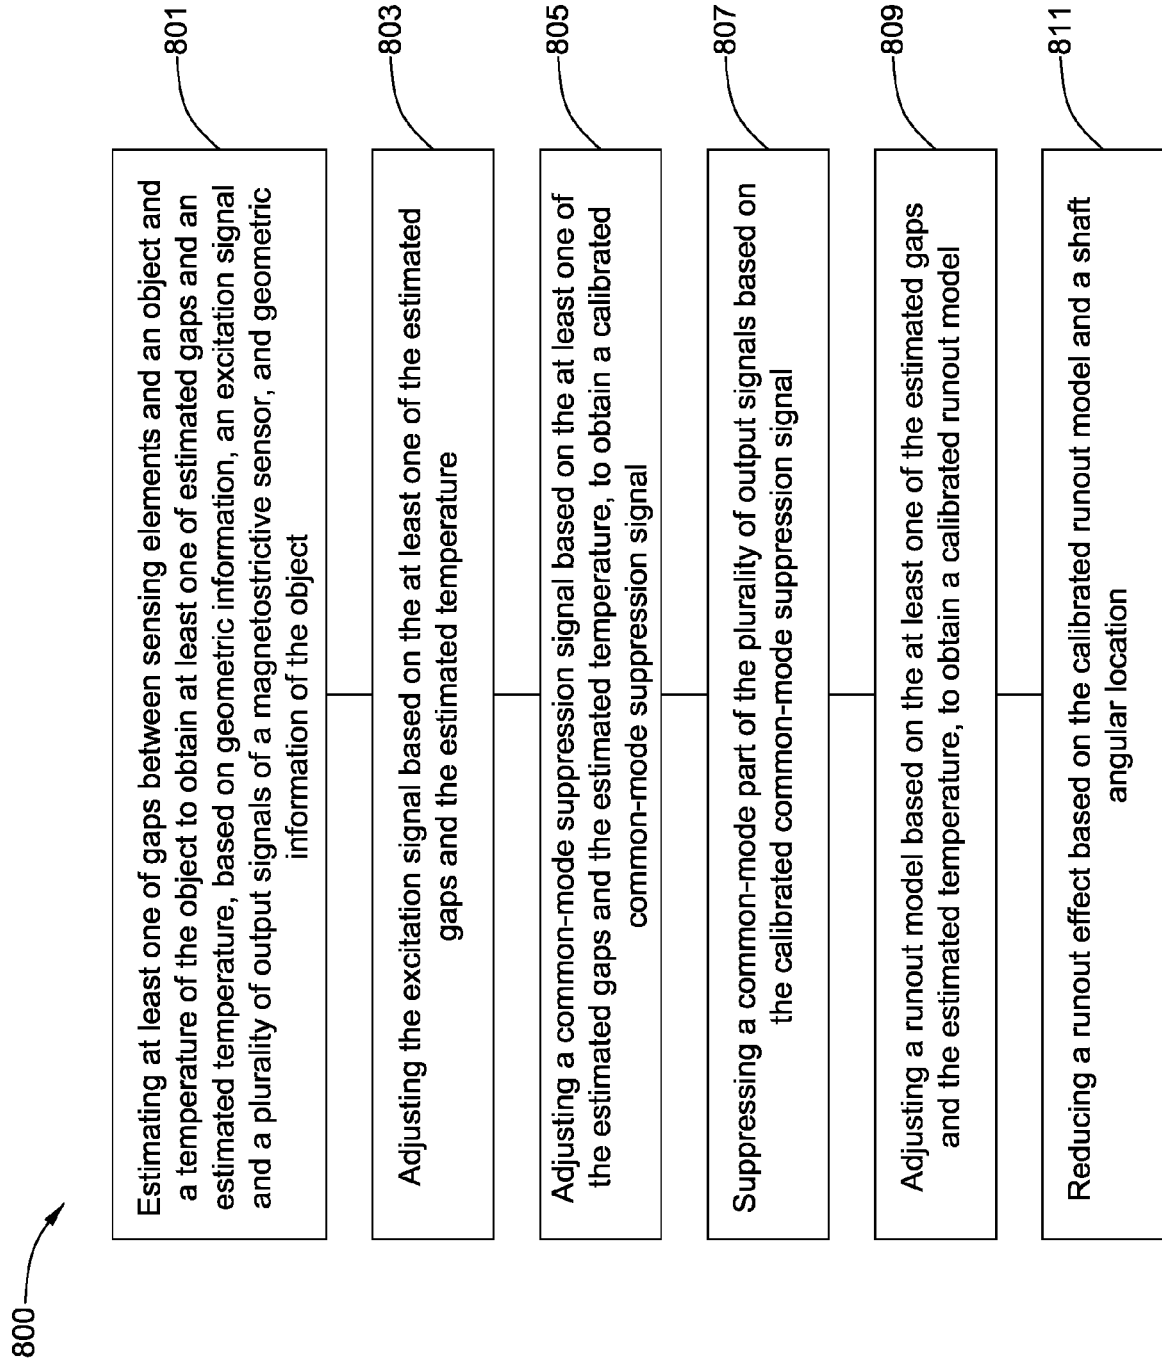 800
Estimating at least one of gaps between sensing elements and an object and
a temperature of the object to obtain at least one of estimated gaps and an
estimated temperature, based on geometric information, an excitation signal
and a plurality of output signals of a magnetostrictive sensor, and geometric
information of the object
801
Adjusting the excitation signal based on the at least one of the estimated
gaps and the estimated temperature
803
Adjusting a common-mode suppression signal based on the at least one of
the estimated gaps and the estimated temperature, to obtain a calibrated
common-mode suppression signal
805
Suppressing a common-mode part of the plurality of output signals based on
the calibrated common-mode suppression signal
807
Adjusting a runout model based on the at least one of the estimated gaps
and the estimated temperature, to obtain a calibrated runout model
809
Reducing a runout effect based on the calibrated runout model and a shaft
angular location
811